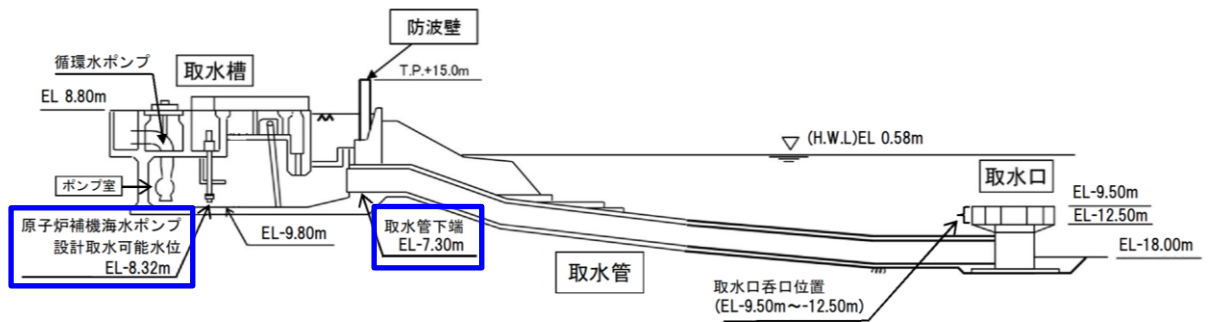 防波壁
循環水ポンプ
取水槽
T.P.+15.0m
EL 8.80m
(H.W.L)EL 0.58m
取水口
ポンプ室
EL-9.50m
EL-12.50m
原子炉補機海水ポンプ
設計取水可能水位
EL-8.32m
EL-9.80m
取水管下端
EL-7.30m
EL-18.00m
取水管
取水口呑口位置
(EL-9.50m～-12.50m)